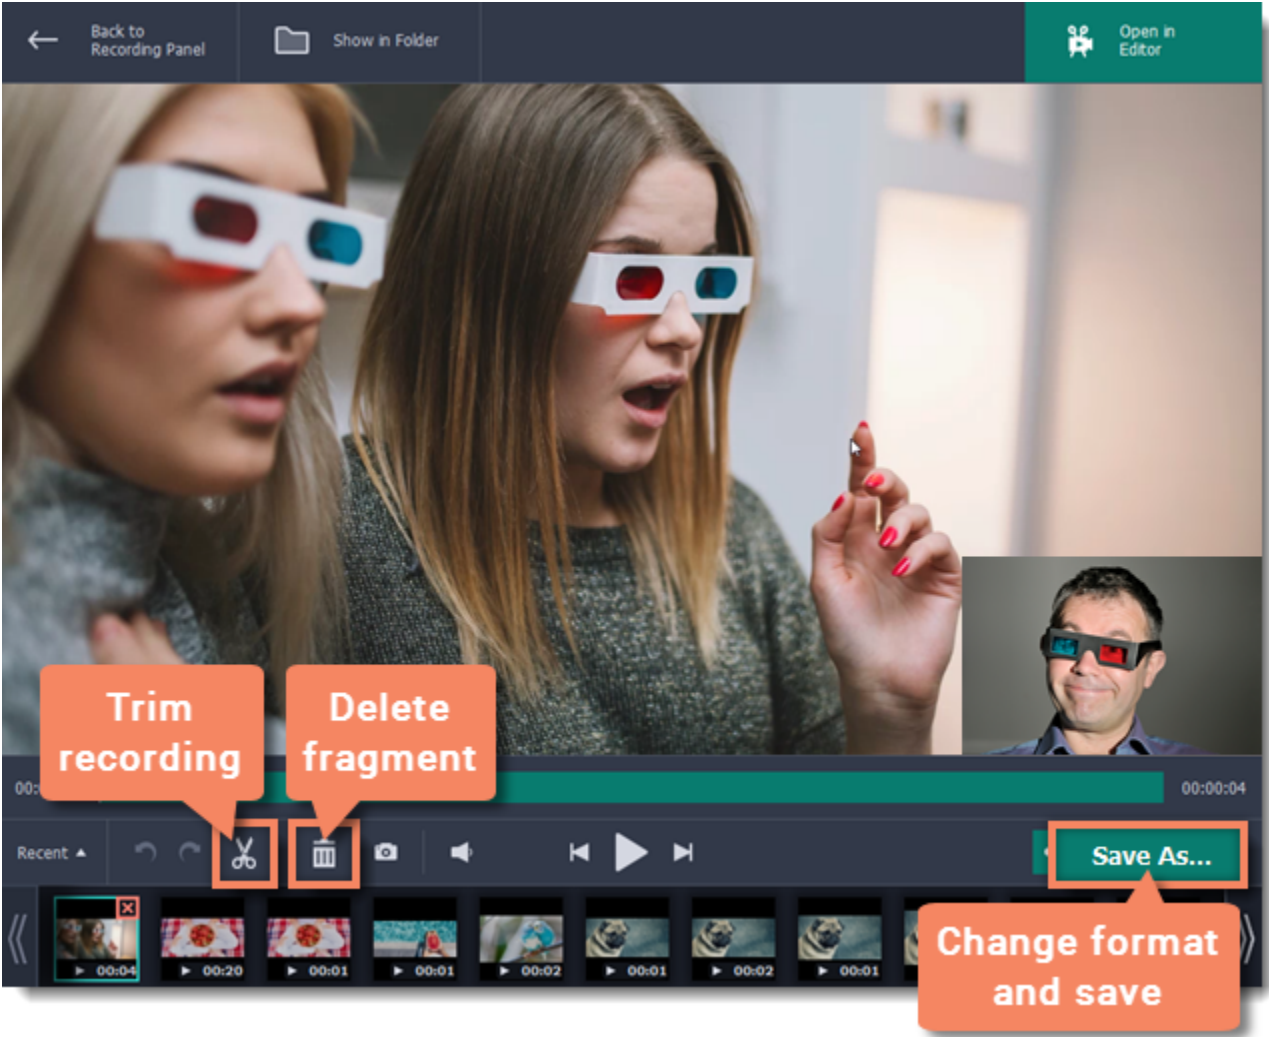 Back to
Recording Panel
Show in Folder
Open in
Editor
Trim
recording
Delete
fragment
00:00:04
Recent
Save As...
00:04
00:20
00:01
00:01
00:02
00:01
00:02
00:01
Change format
and save